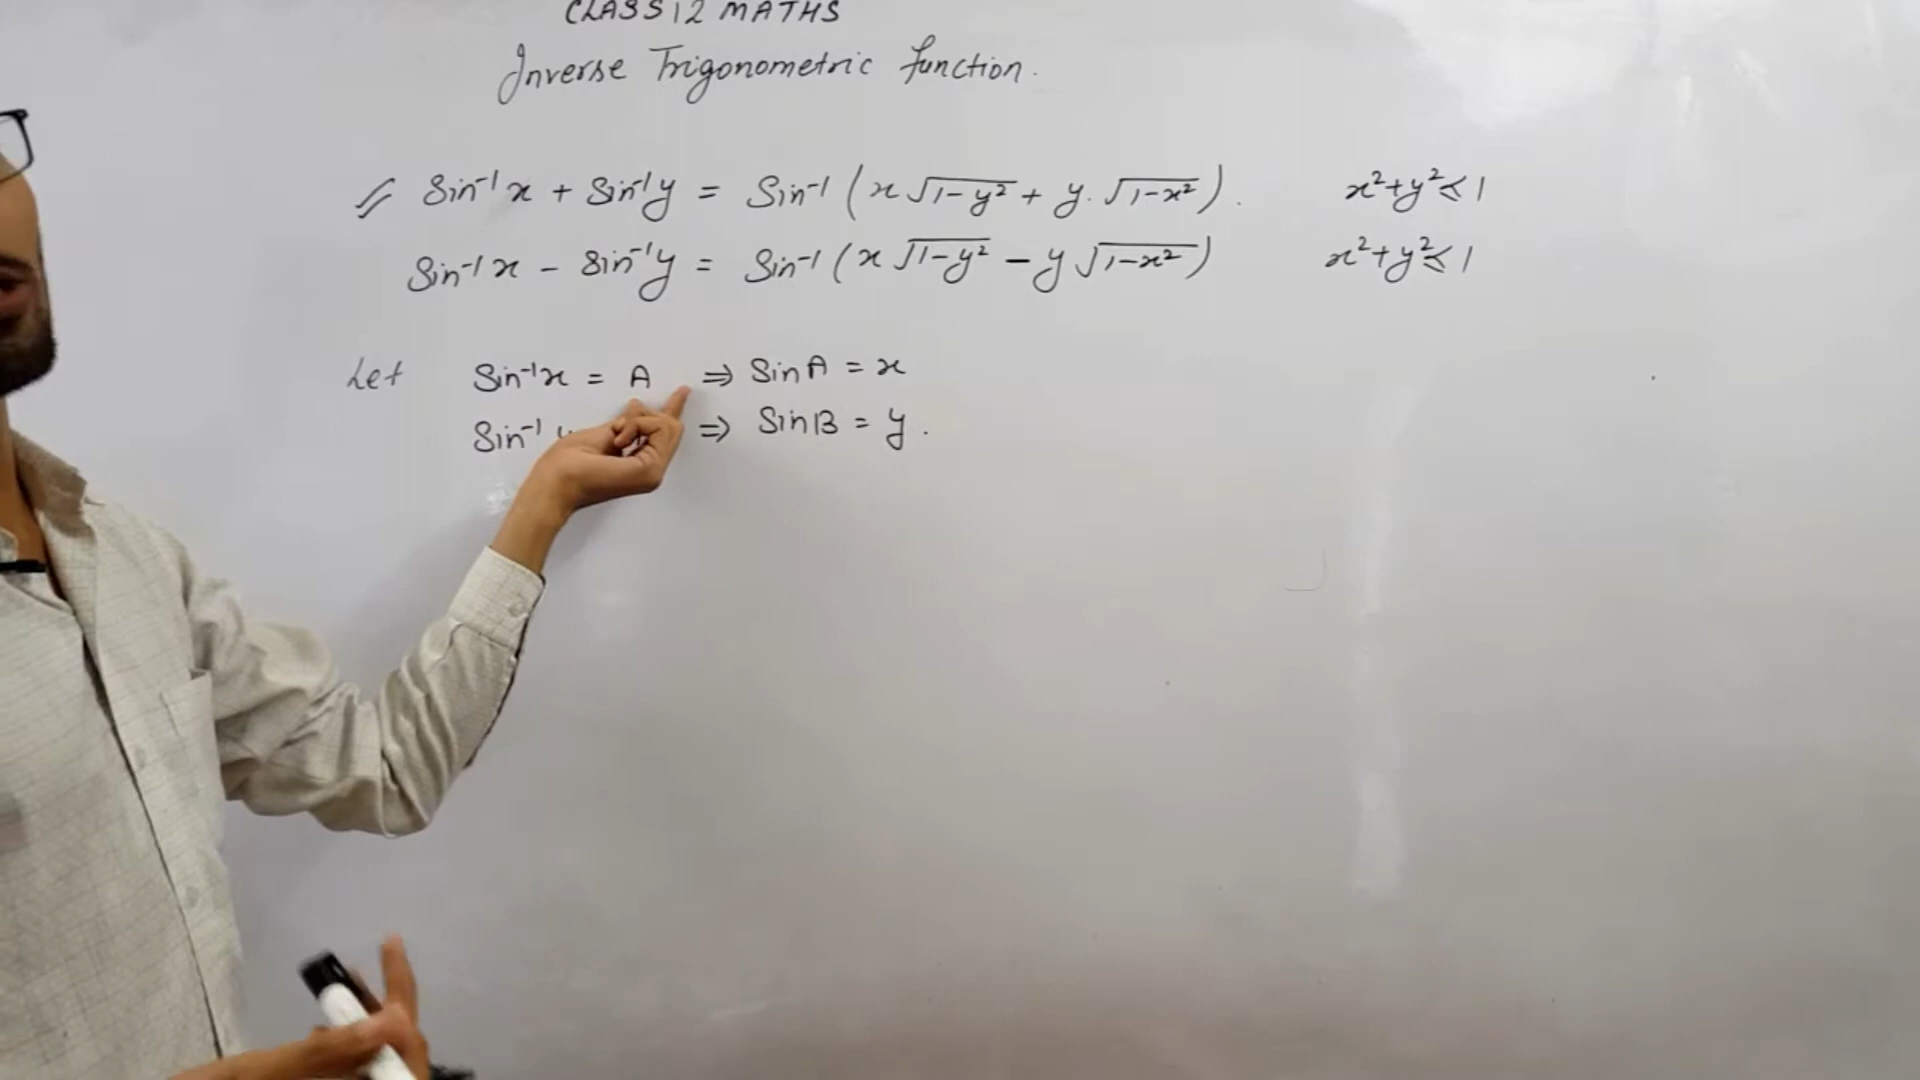 CLASS 12 MATHS
Inverse Trigonometric function.
Sin⁻¹x + Sin⁻¹y = Sin⁻¹ (x √1-y² + y. √1-x²). x²+y² ≤ 1
Sin⁻¹x - Sin⁻¹y = Sin⁻¹ (x √1-y² - y √1-x²) x²+y² ≤ 1
Let Sin⁻¹x = A ⇒ SinA = x
Sin⁻¹ ⇒ SinB = y.